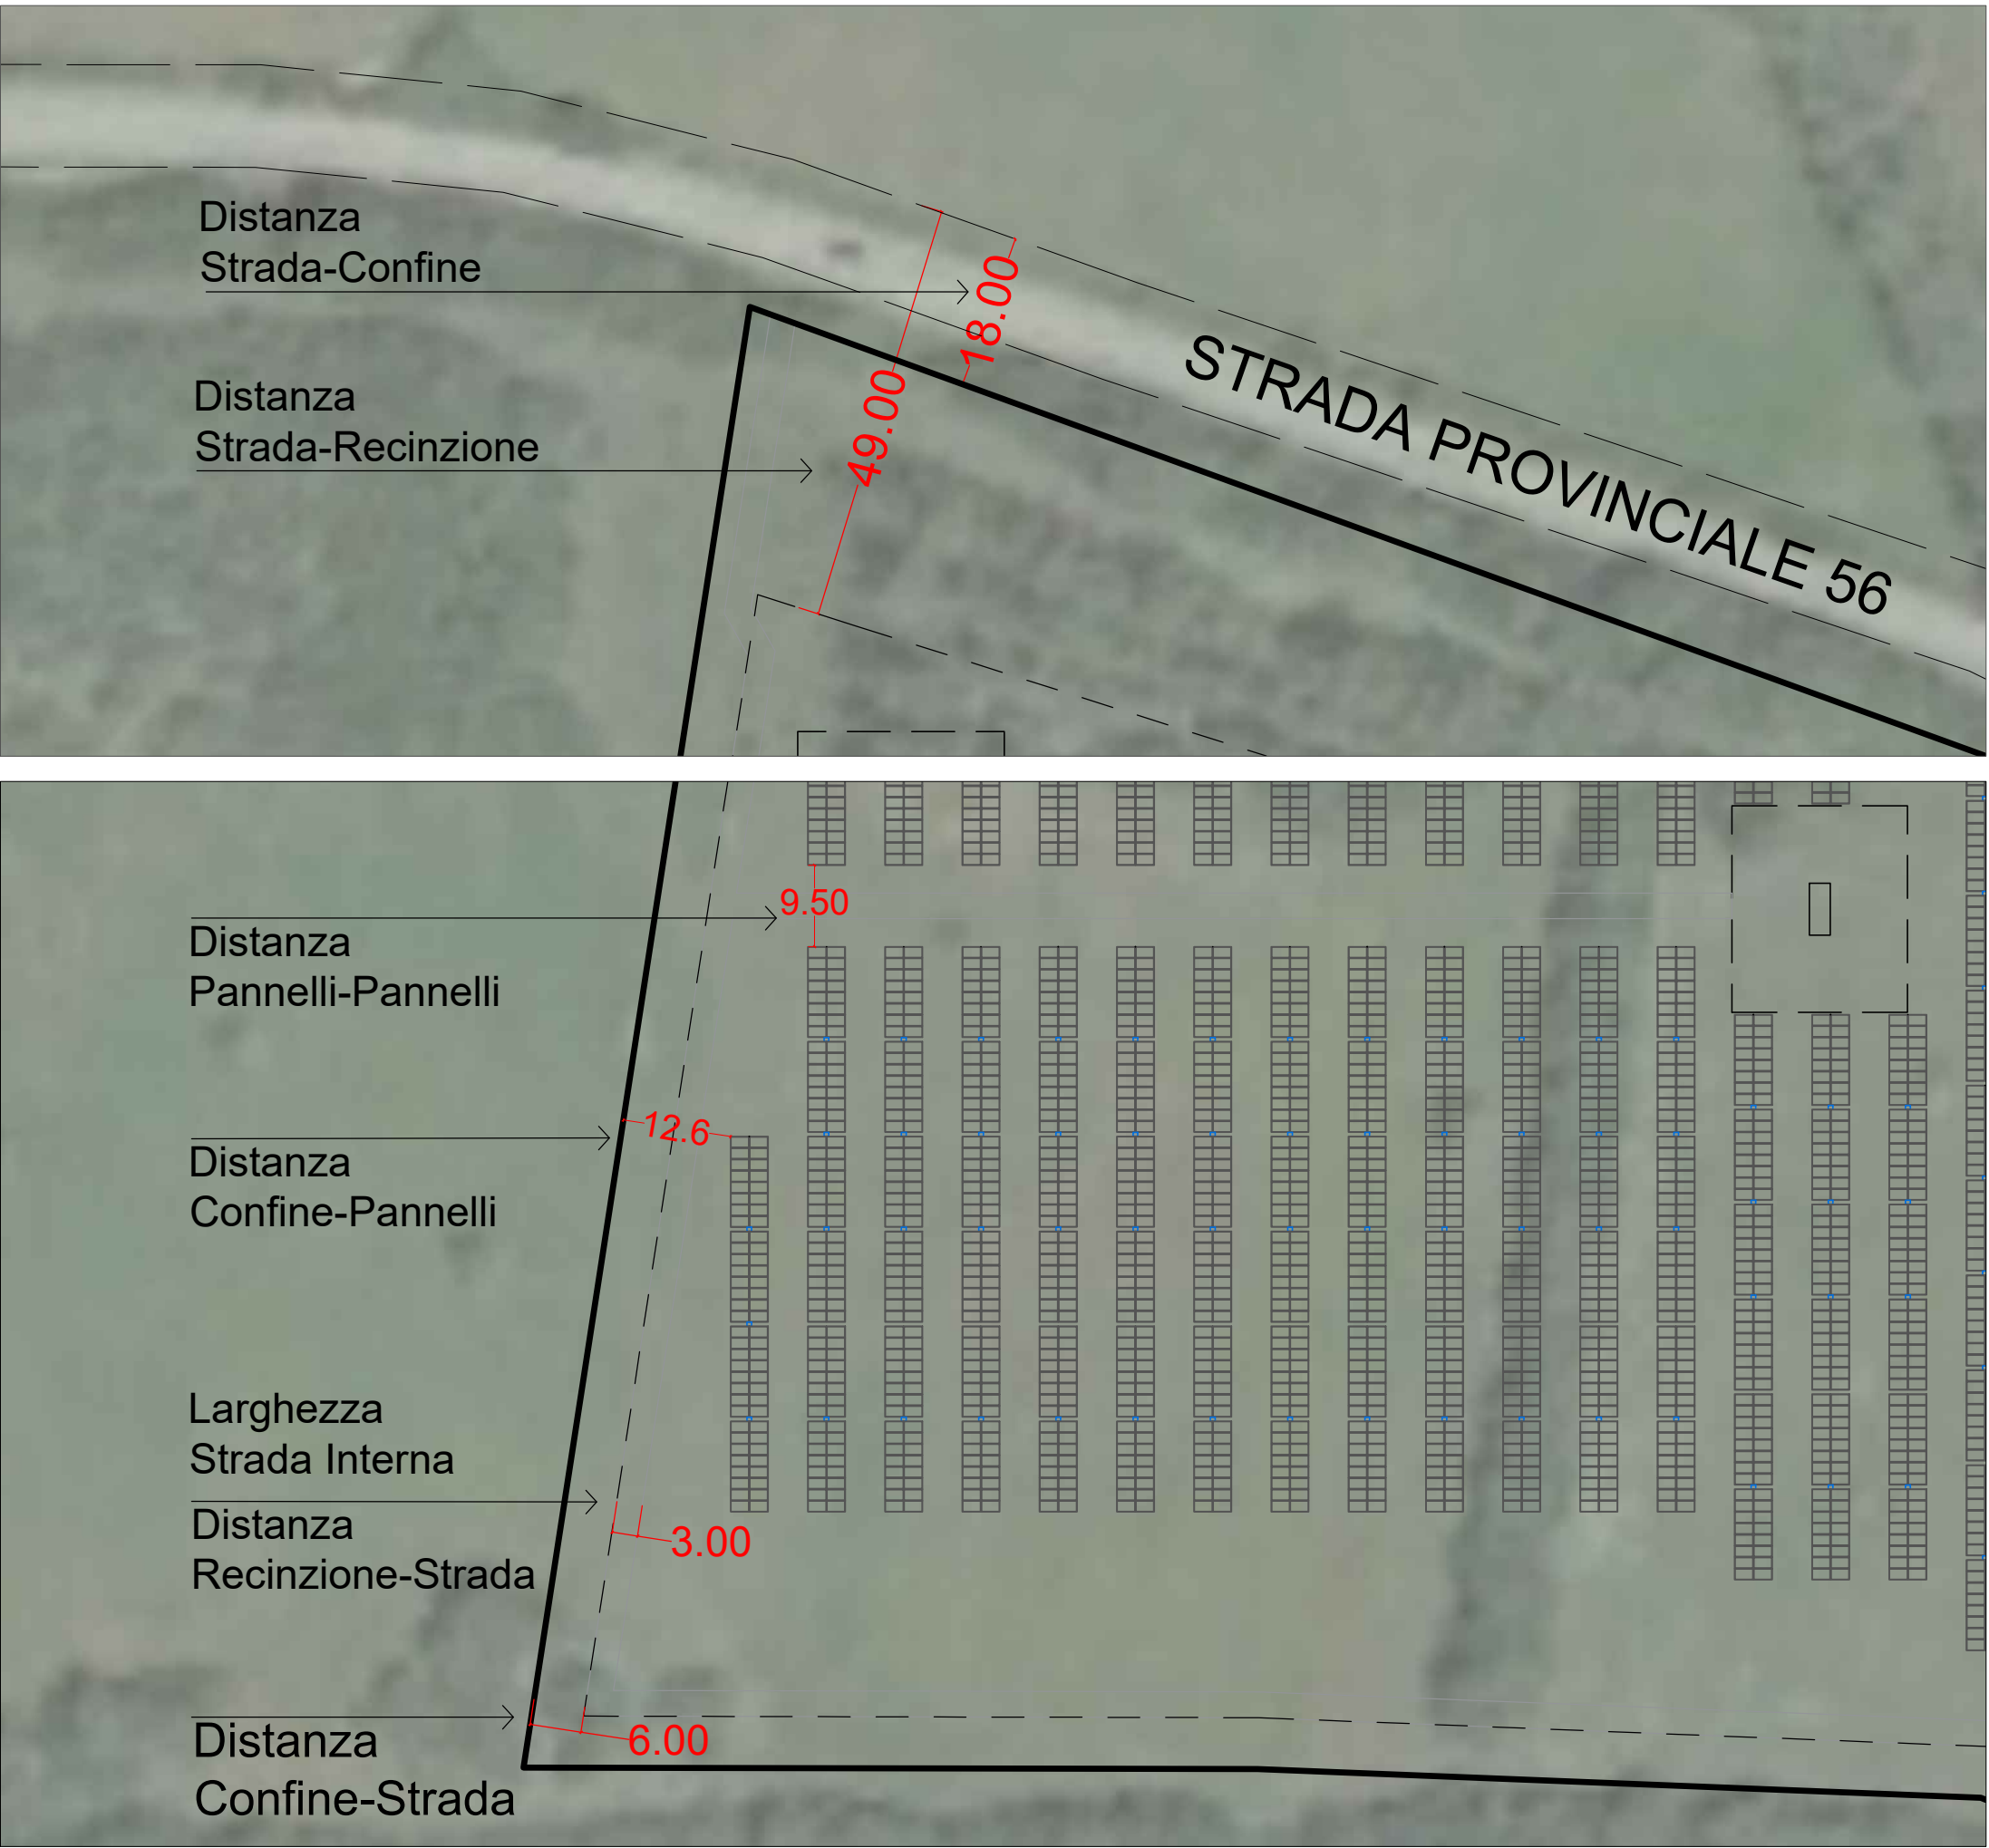 Distanza
Strada-Confine
18.00
Distanza
Strada-Recinzione
49.00
STRADA PROVINCIALE 56
9.50
Distanza
Pannelli-Pannelli
12.6
Distanza
Confine-Pannelli
Larghezza
Strada Interna
3.00
Distanza
Recinzione-Strada
6.00
Distanza
Confine-Strada